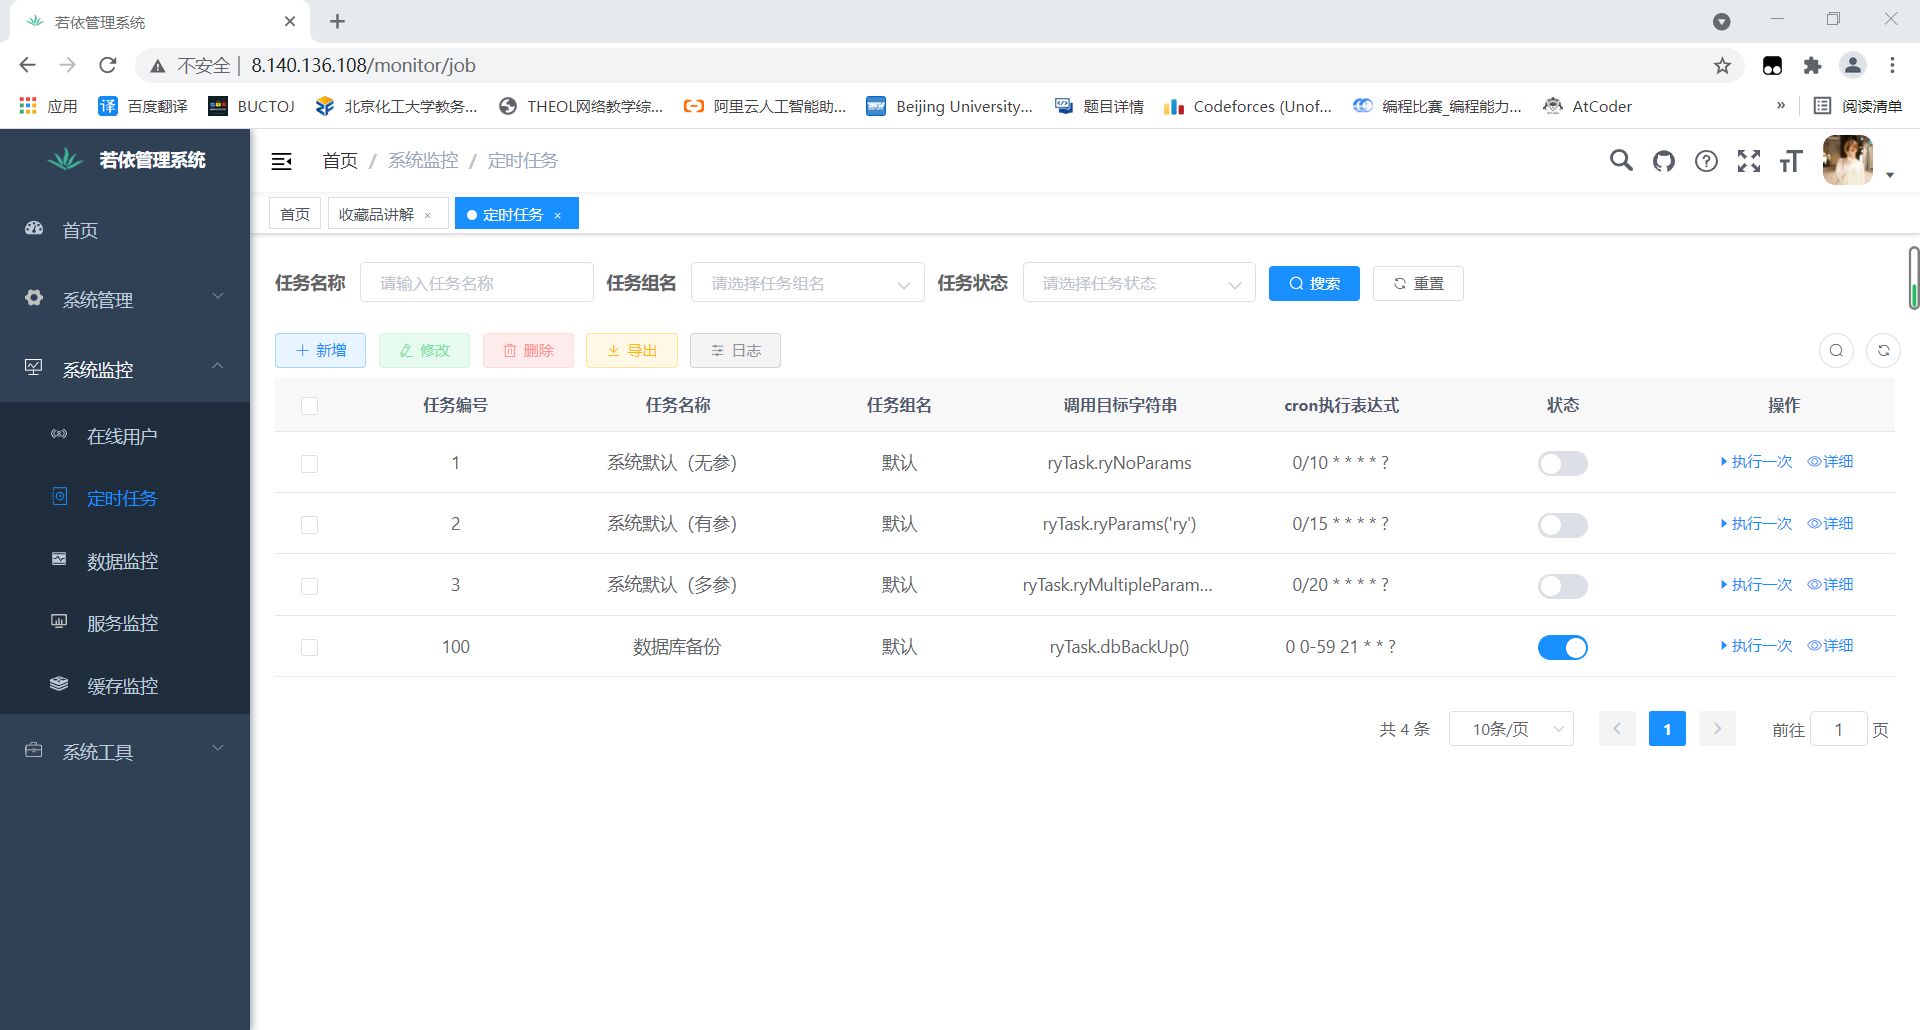 若依管理系统
不安全 8.140.136.108/monitor/job
应用 百度翻译 BUCTOJ 北京化工大学教务... THEOL网络教学综... 阿里云人工智能助... Beijing University... 题目详情 Codeforces (Unof... 编程比赛_编程能力... AtCoder » 阅读清单
若依管理系统
首页 / 系统监控 / 定时任务
首页 收藏品讲解 × 定时任务 ×
首页
系统管理
系统监控
在线用户
定时任务
数据监控
服务监控
缓存监控
系统工具
任务名称 请输入任务名称 任务组名 请选择任务组名 任务状态 请选择任务状态 搜索 重置
新增 修改 删除 导出 日志
任务编号 任务名称 任务组名 调用目标字符串 cron执行表达式 状态 操作
1 系统默认（无参） 默认 ryTask.ryNoParams 0/10 * * * * ? 执行一次 详细
2 系统默认（有参） 默认 ryTask.ryParams('ry') 0/15 * * * * ? 执行一次 详细
3 系统默认（多参） 默认 ryTask.ryMultipleParam... 0/20 * * * * ? 执行一次 详细
100 数据库备份 默认 ryTask.dbBackUp() 0 0-59 21 * * ? 执行一次 详细
共 4 条 10条/页 1 前往 1 页